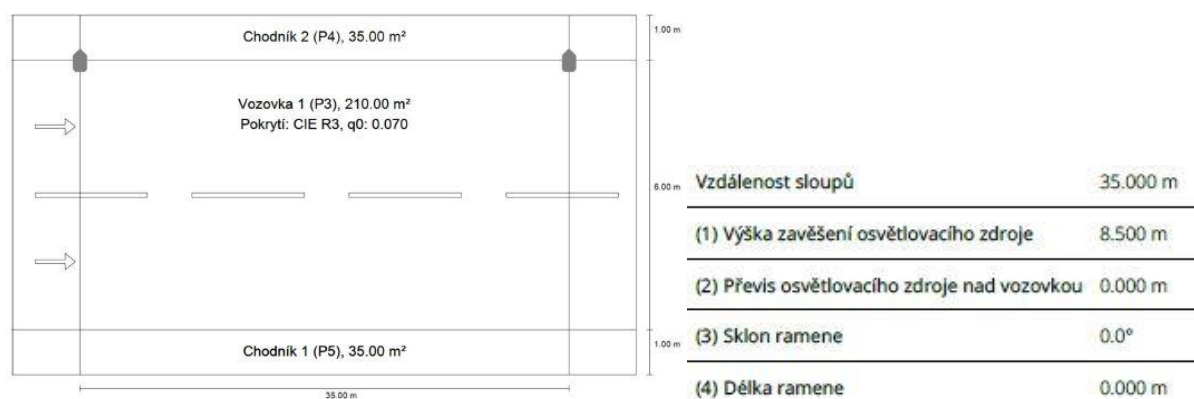 Chodník 2 (P4), 35.00 m²
1.00 m
Vozovka 1 (P3), 210.00 m²
Pokrytí: CIE R3, q0: 0.070
6.00 m
Chodník 1 (P5), 35.00 m²
1.00 m
35.00 m
Vzdálenost sloupů 35.000 m
(1) Výška zavěšení osvětlovacího zdroje 8.500 m
(2) Převis osvětlovacího zdroje nad vozovkou 0.000 m
(3) Sklon ramene 0.0°
(4) Délka ramene 0.000 m